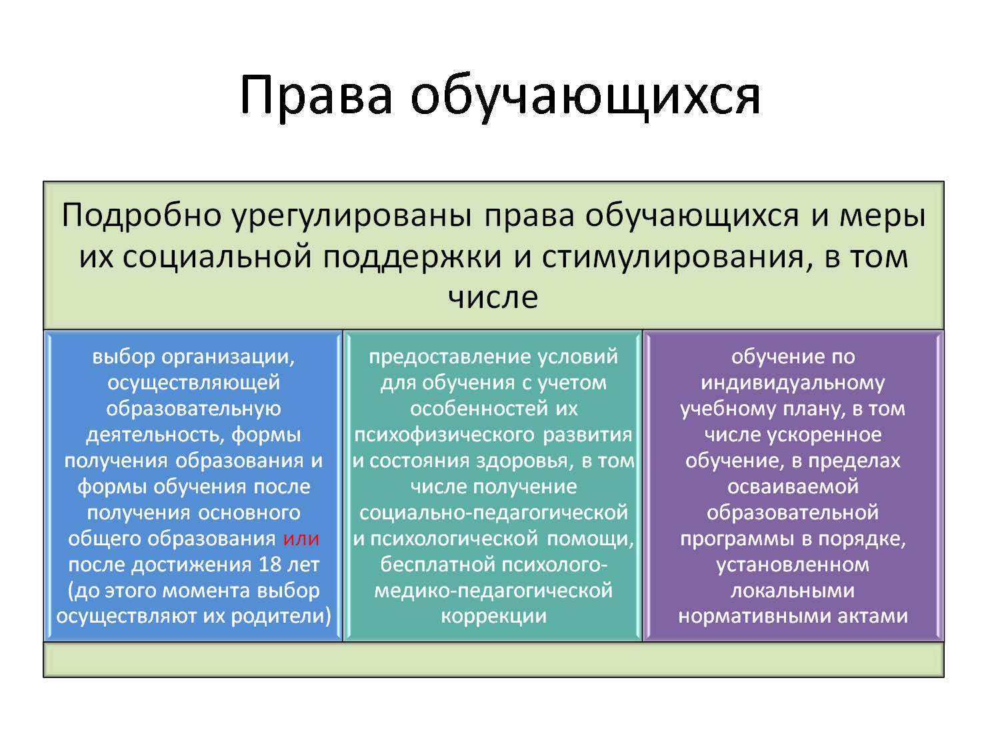 Права обучающихся
Подробно урегулированы права обучающихся и меры
их социальной поддержки и стимулирования, в том
числе
выбор организации,
осуществляющей
образовательную
деятельность, формы
получения образования и
формы обучения после
получения основного
общего образования или
после достижения 18 лет
(до этого момента выбор
осуществляют их родители)
предоставление условий
для обучения с учетом
особенностей их
психофизического развития
и состояния здоровья, в том
числе получение
социально-педагогической
и психологической помощи,
бесплатной психолого-
медико-педагогической
коррекции
обучение по
индивидуальному
учебному плану, в том
числе ускоренное
обучение, в пределах
осваиваемой
образовательной
программы в порядке,
установленном
локальными
нормативными актами